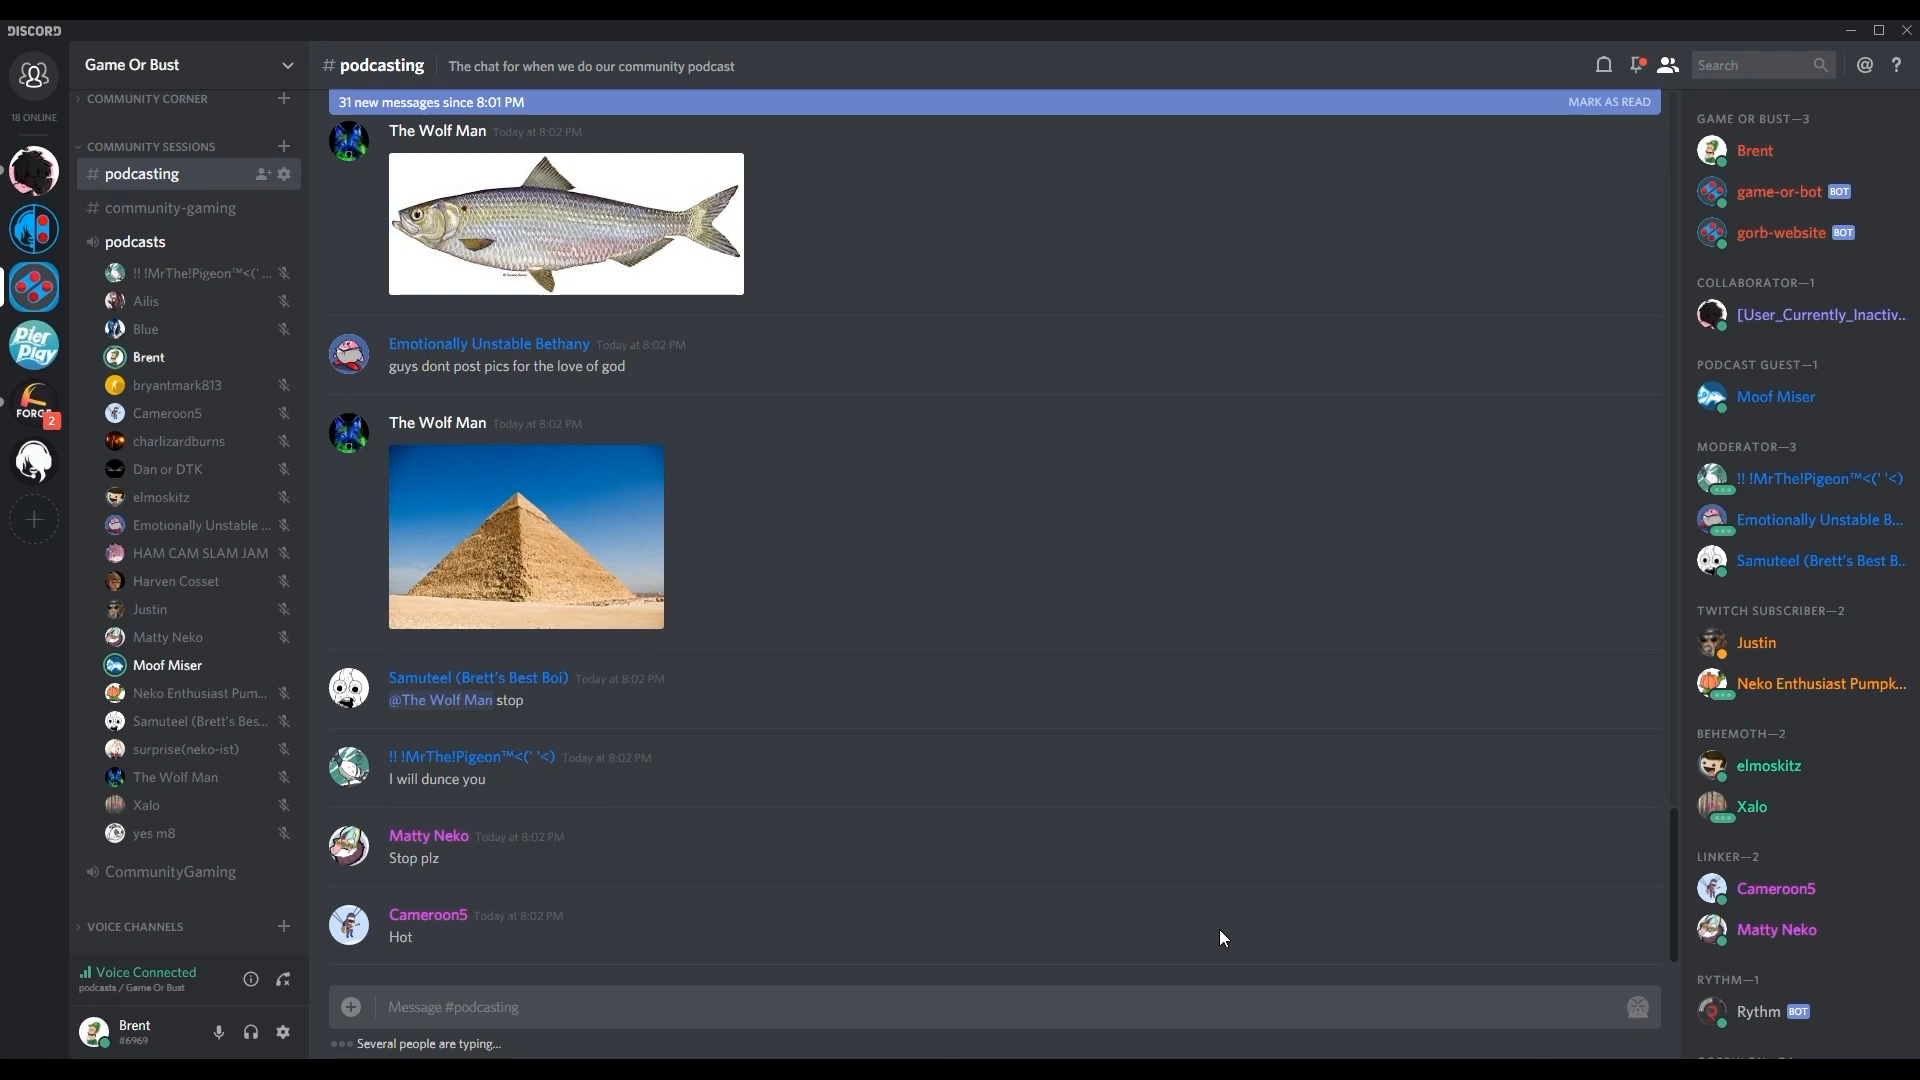 DISCORD
18 ONLINE
Pier
Play
FORGE
2
Game Or Bust
COMMUNITY CORNER
COMMUNITY SESSIONS
# podcasting
# community-gaming
podcasts
!! !MrThe!Pigeon™<(' ...
Ailis
Blue
Brent
bryantmark813
Cameroon5
charlizardburns
Dan or DTK
elmoskitz
Emotionally Unstable ...
HAM CAM SLAM JAM
Harven Cosset
Justin
Matty Neko
Moof Miser
Neko Enthusiast Pum...
Samuteel (Brett's Bes...
surprise(neko-ist)
The Wolf Man
Xalo
yes m8
CommunityGaming
VOICE CHANNELS
Voice Connected
podcasts / Game Or Bust
Brent
#6969
# podcasting The chat for when we do our community podcast
Search
@ ?
31 new messages since 8:01 PM MARK AS READ
The Wolf Man Today at 8:02 PM
Emotionally Unstable Bethany Today at 8:02 PM
guys dont post pics for the love of god
The Wolf Man Today at 8:02 PM
Samuteel (Brett's Best Boi) Today at 8:02 PM
@The Wolf Man stop
!! !MrThe!Pigeon™<(' '<) Today at 8:02 PM
I will dunce you
Matty Neko Today at 8:02 PM
Stop plz
Cameroon5 Today at 8:02 PM
Hot
Message #podcasting
Several people are typing...
GAME OR BUST—3
Brent
game-or-bot BOT
gorb-website BOT
COLLABORATOR—1
[User_Currently_Inactiv...
PODCAST GUEST—1
Moof Miser
MODERATOR—3
!! !MrThe!Pigeon™<(' '<)
Emotionally Unstable B...
Samuteel (Brett's Best B...
TWITCH SUBSCRIBER—2
Justin
Neko Enthusiast Pumpk...
BEHEMOTH—2
elmoskitz
Xalo
LINKER—2
Cameroon5
Matty Neko
RYTHM—1
Rythm BOT